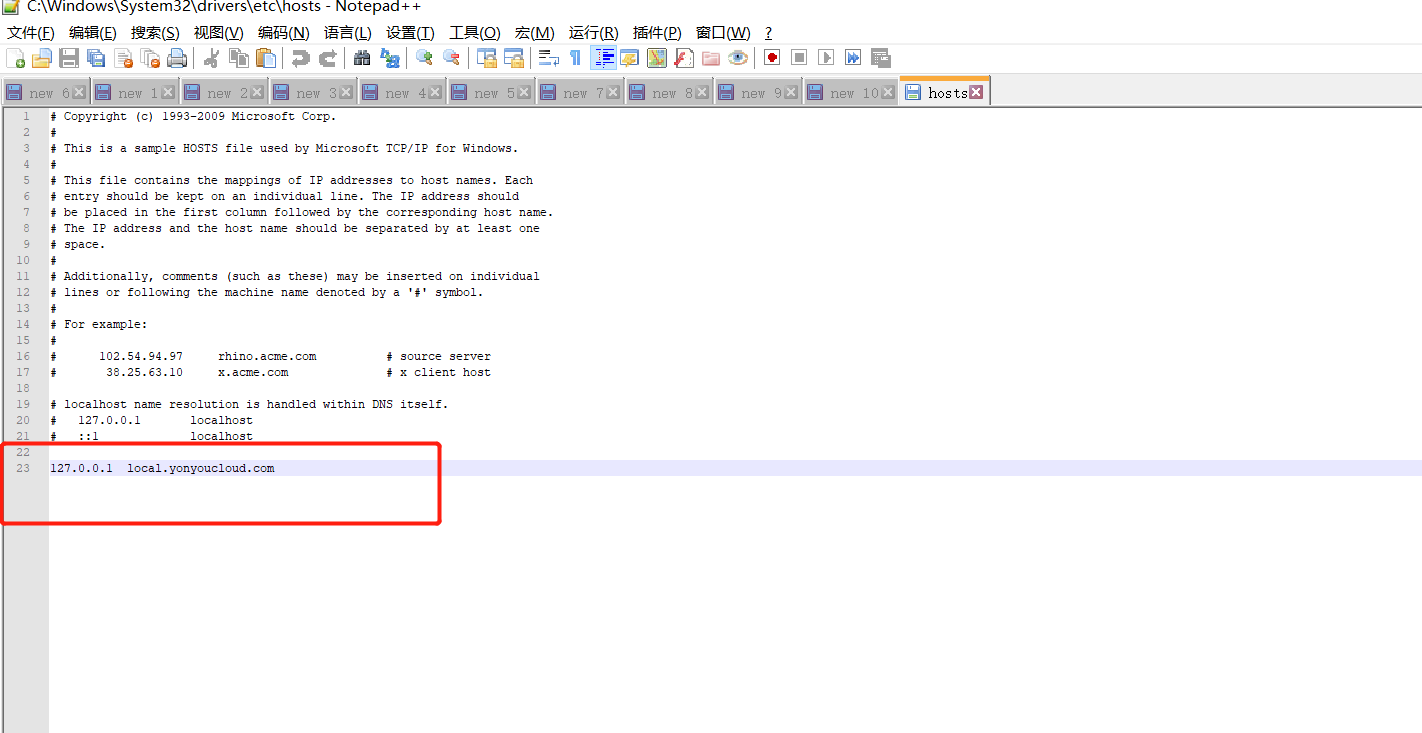 C:\Windows\System32\drivers\etc\hosts - Notepad++
文件(F) 编辑(E) 搜索(S) 视图(V) 编码(N) 语言(L) 设置(T) 工具(O) 宏(M) 运行(R) 插件(P) 窗口(W) ?
new 6 new 1 new 2 new 3 new 4 new 5 new 7 new 8 new 9 new 10 hosts
1 # Copyright (c) 1993-2009 Microsoft Corp.
2 #
3 # This is a sample HOSTS file used by Microsoft TCP/IP for Windows.
4 #
5 # This file contains the mappings of IP addresses to host names. Each
6 # entry should be kept on an individual line. The IP address should
7 # be placed in the first column followed by the corresponding host name.
8 # The IP address and the host name should be separated by at least one
9 # space.
10 #
11 # Additionally, comments (such as these) may be inserted on individual
12 # lines or following the machine name denoted by a '#' symbol.
13 #
14 # For example:
15 #
16 #      102.54.94.97     rhino.acme.com          # source server
17 #       38.25.63.10     x.acme.com              # x client host
18
19 # localhost name resolution is handled within DNS itself.
20 #   127.0.0.1       localhost
21 #   ::1             localhost
22
23 127.0.0.1  local.yonyoucloud.com